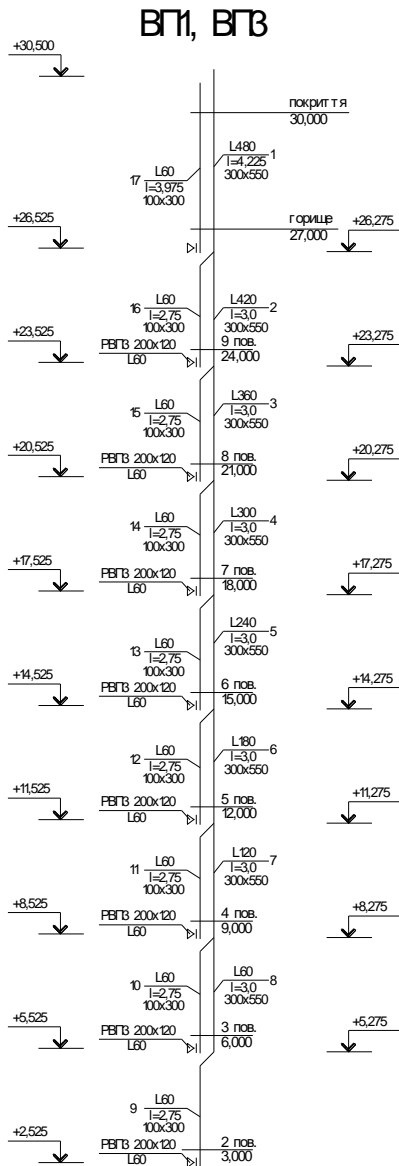 ВП1, ВП3
+30,500
покриття
30,000
L480
1
l=4,225
300x550
L60
17
l=3,975
100x300
+26,525
+26,275
горище
27,000
L60
16
l=2,75
100x300
L420
2
l=3,0
300x550
+23,525
+23,275
РВП3 200x120
L60
9 пов.
24,000
L360
3
l=3,0
300x550
L60
15
l=2,75
100x300
+20,525
+20,275
РВП3 200x120
L60
8 пов.
21,000
L300
4
l=3,0
300x550
L60
14
l=2,75
100x300
+17,525
+17,275
РВП3 200x120
L60
7 пов.
18,000
L240
5
l=3,0
300x550
L60
13
l=2,75
100x300
+14,525
+14,275
РВП3 200x120
L60
6 пов.
15,000
L180
6
l=3,0
300x550
L60
12
l=2,75
100x300
+11,525
+11,275
РВП3 200x120
L60
5 пов.
12,000
L120
7
l=3,0
300x550
L60
11
l=2,75
100x300
+8,525
+8,275
РВП3 200x120
L60
4 пов.
9,000
L60
8
l=3,0
300x550
L60
10
l=2,75
100x300
+5,525
+5,275
РВП3 200x120
L60
3 пов.
6,000
L60
9
l=2,75
100x300
+2,525
РВП3 200x120
L60
2 пов.
3,000